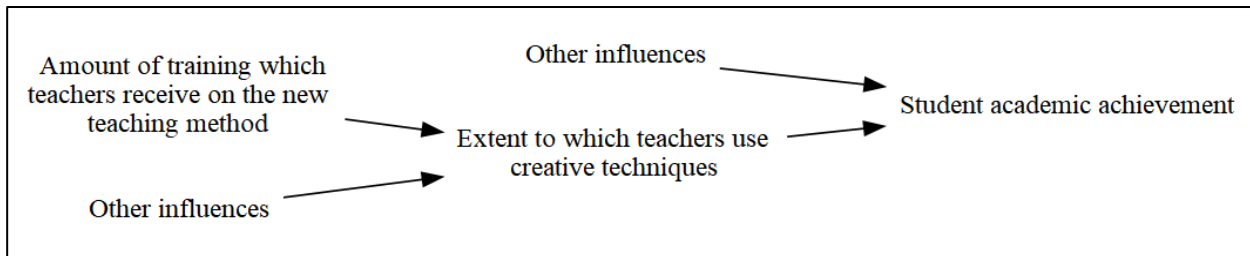 Amount of training which
teachers receive on the new
teaching method
Other influences
Other influences
Extent to which teachers use
creative techniques
Student academic achievement